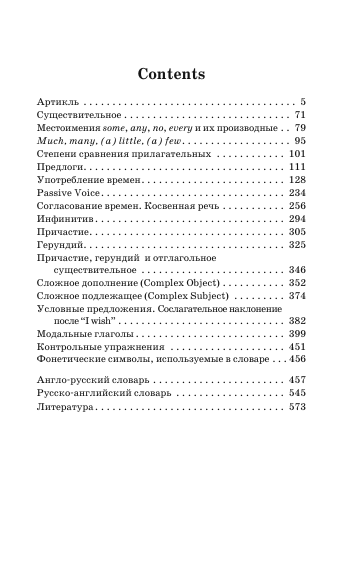 Contents
Артикль . . . . . . . . . . . . . . . . . . . . . . . . . . . . . . . . . . . . . 5
Существительное . . . . . . . . . . . . . . . . . . . . . . . . . . . . . 71
Местоимения some, any, no, every и их производные . . 79
Much, many, (a) little, (a) few . . . . . . . . . . . . . . . . . . . 95
Степени сравнения прилагательных . . . . . . . . . . . . . 101
Предлоги. . . . . . . . . . . . . . . . . . . . . . . . . . . . . . . . . . . 111
Употребление времен . . . . . . . . . . . . . . . . . . . . . . . . . 128
Passive Voice . . . . . . . . . . . . . . . . . . . . . . . . . . . . . . . . 234
Согласование времен. Косвенная речь . . . . . . . . . . . 256
Инфинитив . . . . . . . . . . . . . . . . . . . . . . . . . . . . . . . . . 294
Причастие. . . . . . . . . . . . . . . . . . . . . . . . . . . . . . . . . . 305
Герундий. . . . . . . . . . . . . . . . . . . . . . . . . . . . . . . . . . . 325
Причастие, герундий и отглагольное
существительное . . . . . . . . . . . . . . . . . . . . . . . . . 346
Сложное дополнение (Complex Object) . . . . . . . . . . . 352
Сложное подлежащее (Complex Subject) . . . . . . . . . 374
Условные предложения. Сослагательное наклонение
после “I wish” . . . . . . . . . . . . . . . . . . . . . . . . . . . . . 382
Модальные глаголы . . . . . . . . . . . . . . . . . . . . . . . . . . 399
Контрольные упражнения . . . . . . . . . . . . . . . . . . . . 451
Фонетические символы, используемые в словаре . . . 456
Англо-русский словарь . . . . . . . . . . . . . . . . . . . . . . . 457
Русско-английский словарь . . . . . . . . . . . . . . . . . . . 545
Литература . . . . . . . . . . . . . . . . . . . . . . . . . . . . . . . . . 573